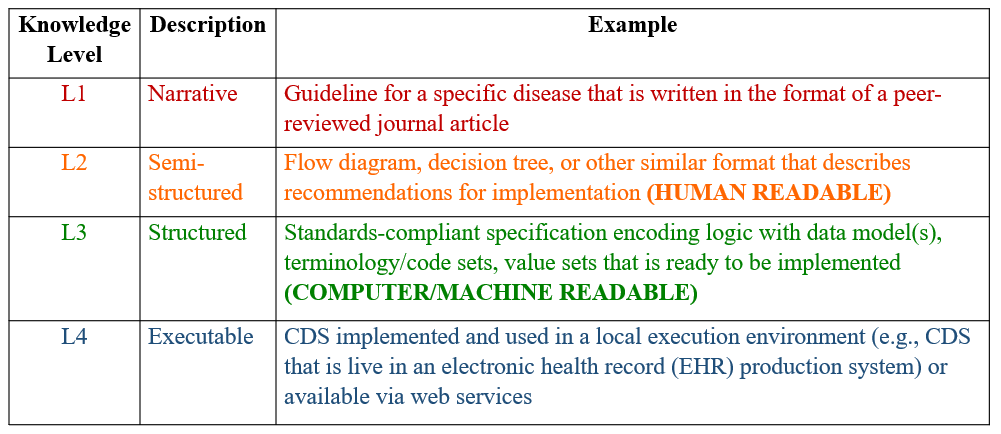 Knowledge Level Description Example
L1 Narrative Guideline for a specific disease that is written in the format of a peer-
reviewed journal article
L2 Semi- Flow diagram, decision tree, or other similar format that describes
structured recommendations for implementation (HUMAN READABLE)
L3 Structured Standards-compliant specification encoding logic with data model(s),
terminology/code sets, value sets that is ready to be implemented
(COMPUTER/MACHINE READABLE)
L4 Executable CDS implemented and used in a local execution environment (e.g., CDS
that is live in an electronic health record (EHR) production system) or
available via web services